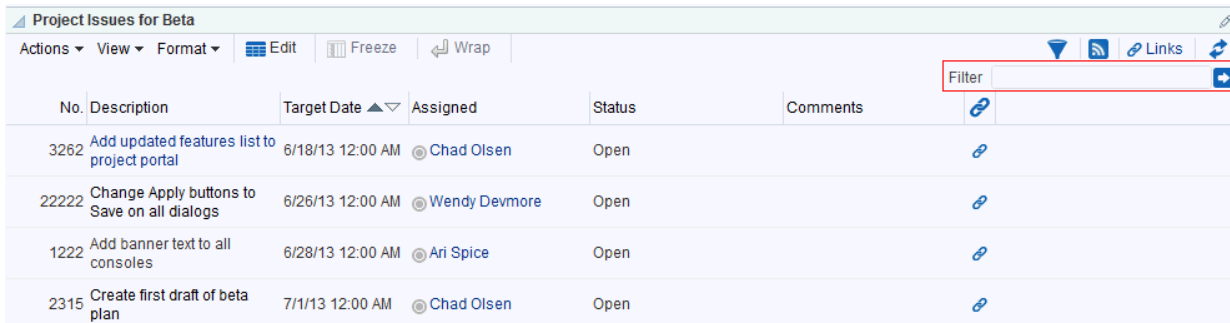 Project Issues for Beta
Actions View Format Edit Freeze Wrap Links
Filter
No. Description Target Date Assigned Status Comments
3262 Add updated features list to project portal 6/18/13 12:00 AM Chad Olsen Open
22222 Change Apply buttons to Save on all dialogs 6/26/13 12:00 AM Wendy Devmore Open
1222 Add banner text to all consoles 6/28/13 12:00 AM Ari Spice Open
2315 Create first draft of beta plan 7/1/13 12:00 AM Chad Olsen Open